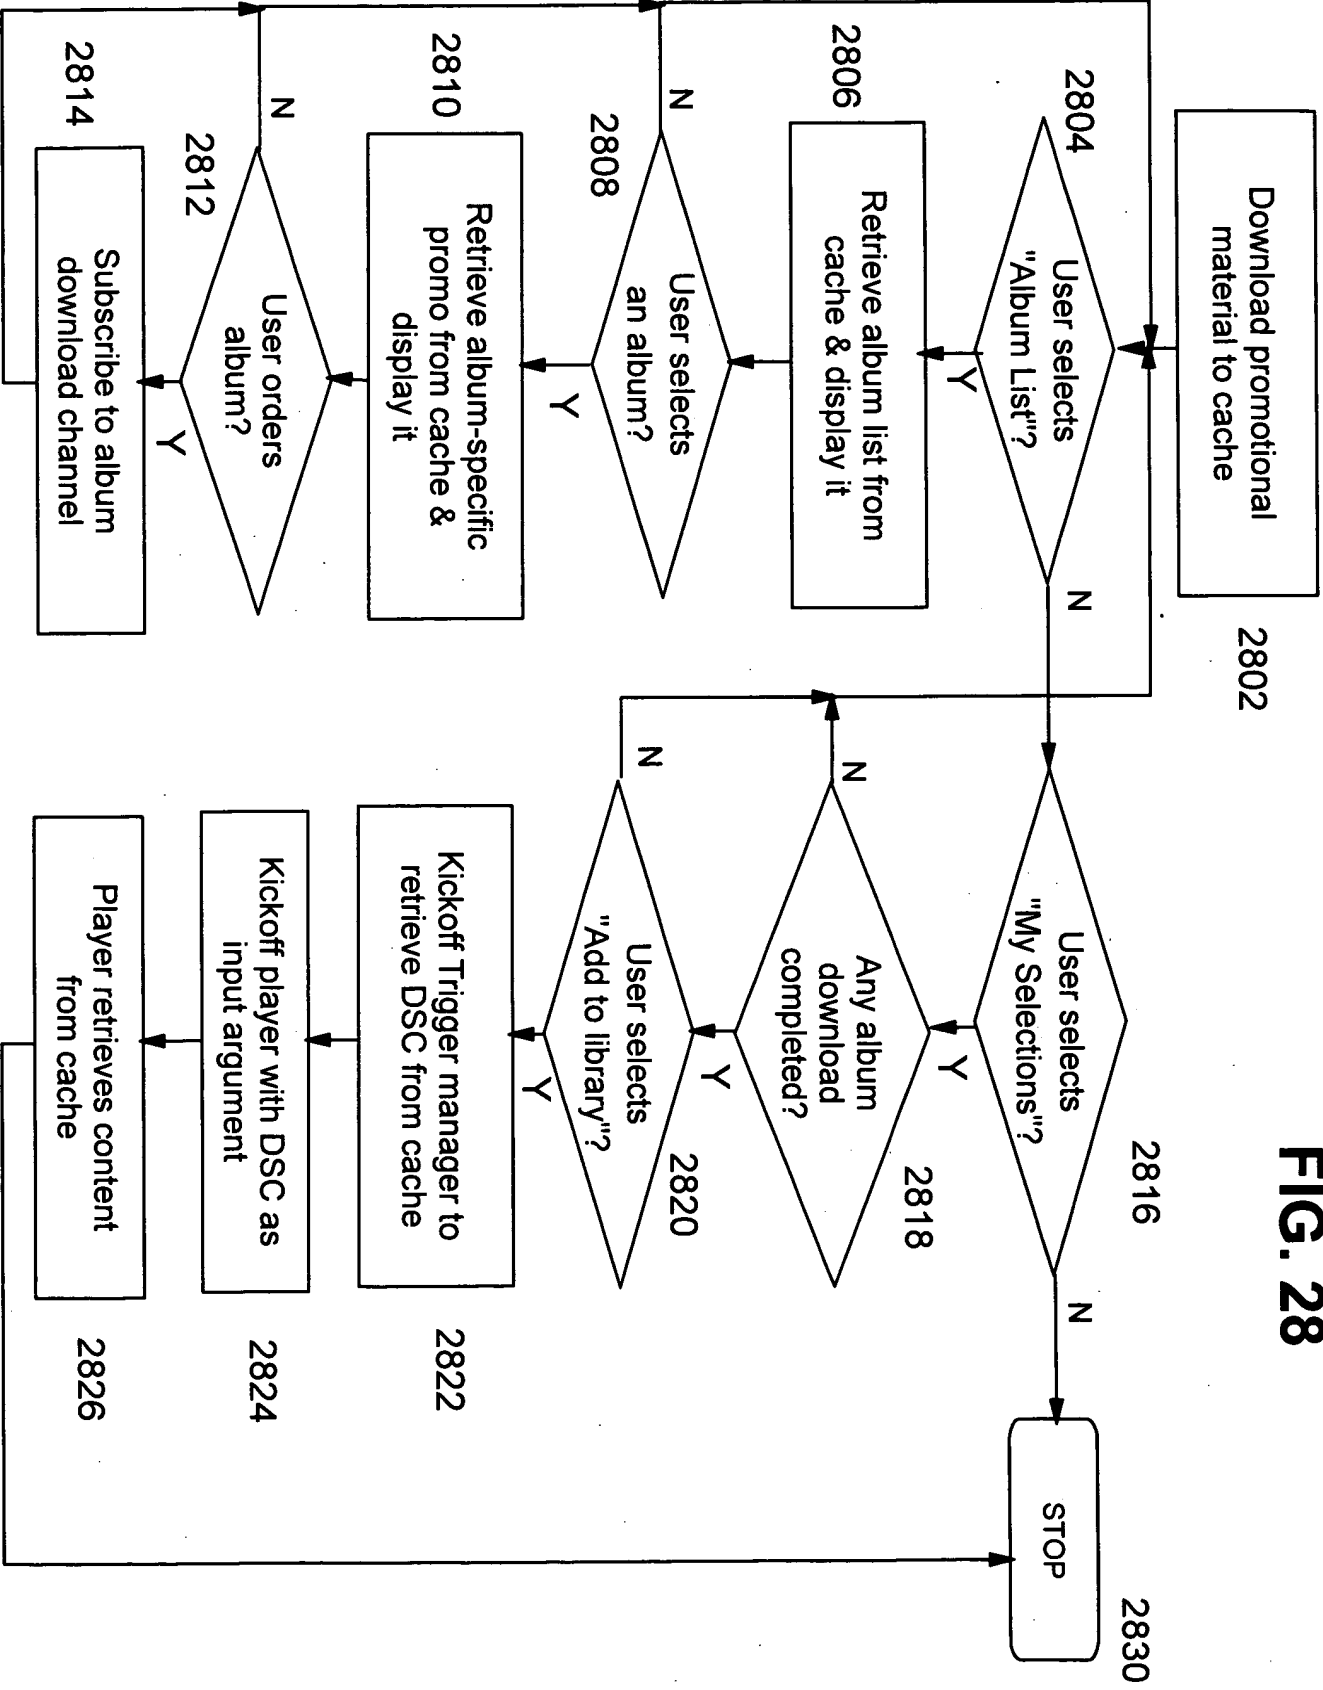 FIG. 28
Download promotional
material to cache
2802
2804
User selects
"Album List"?
N
Y
2806
Retrieve album list from
cache & display it
2808
User selects
an album?
N
Y
2810
Retrieve album-specific
promo from cache &
display it
2812
User orders
album?
N
Y
2814
Subscribe to album
download channel
2816
User selects
"My Selections"?
N
Y
2818
Any album
download
completed?
N
Y
2820
User selects
"Add to library"?
N
Y
2822
Kickoff Trigger manager to
retrieve DSC from cache
2824
Kickoff player with DSC as
input argument
2826
Player retrieves content
from cache
STOP
2830